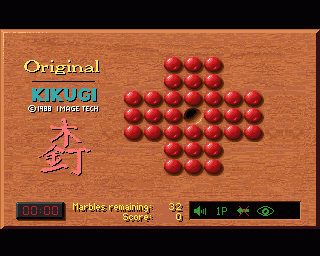 Original
KIKUGI
©1988 IMAGE TECH
木釘
00:00
Marbles remaining: 32
Score: 0
1P